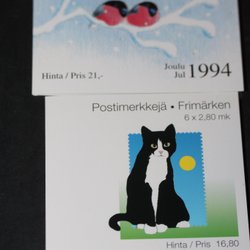 Joulu
Jul 1994
Hinta / Pris 21,-
Postimerkkejä • Frimärken
6 x 2,80 mk
Hinta / Pris 16,80